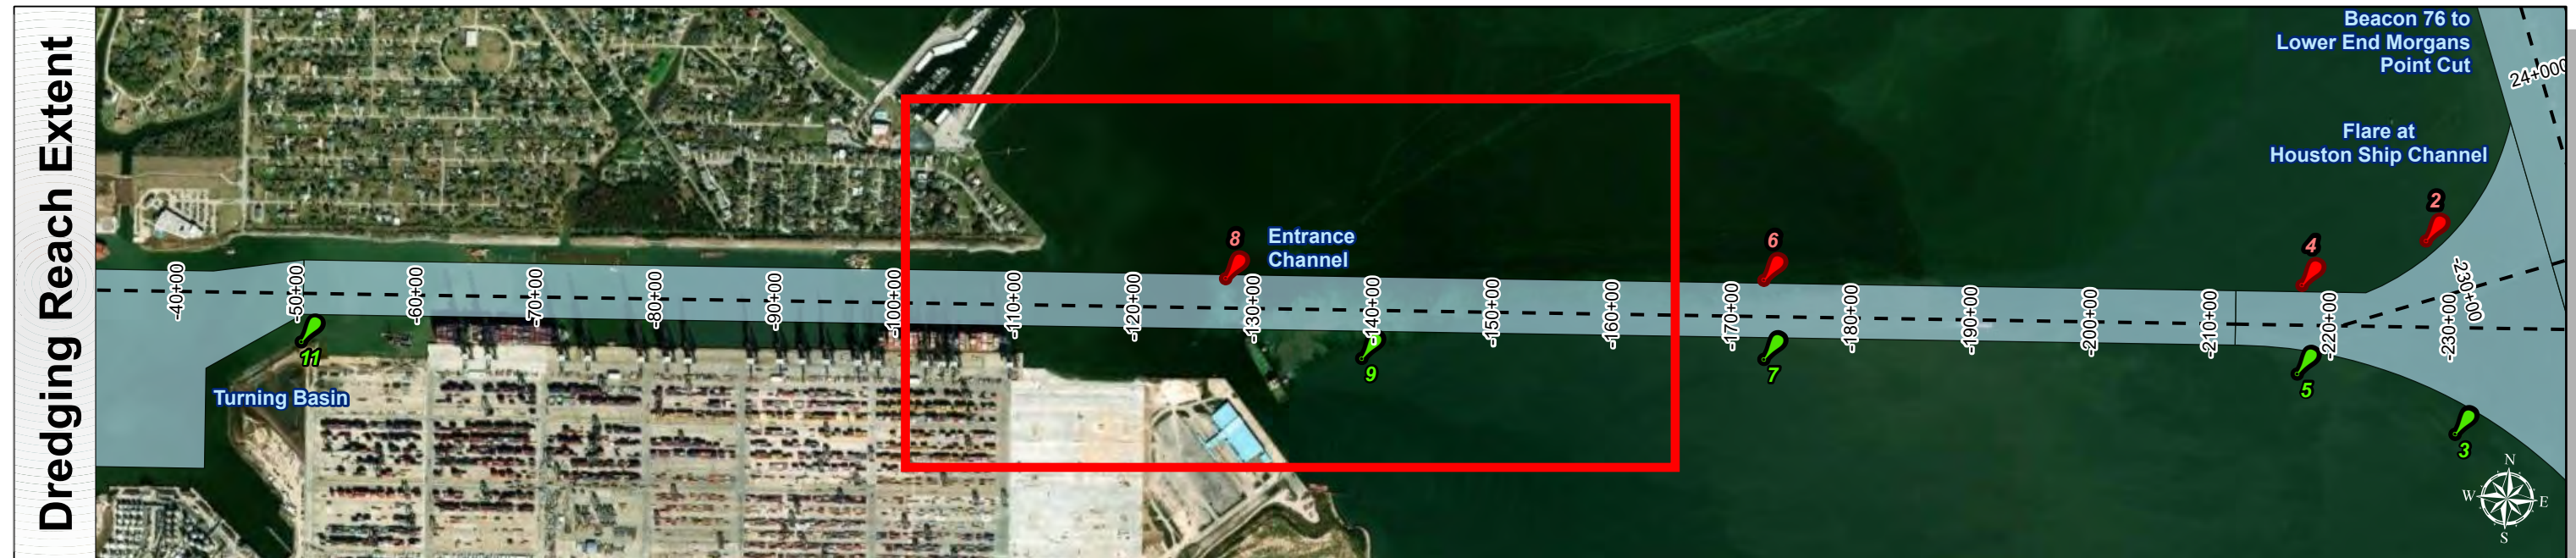 Dredging Reach Extent
Beacon 76 to
Lower End Morgans
Point Cut
24+000
Flare at
Houston Ship Channel
2
8
Entrance
Channel
6
4
-40+00
-50+00
-60+00
-70+00
-80+00
-90+00
-100+00
-110+00
-120+00
-130+00
-140+00
-150+00
-160+00
-170+00
-180+00
-190+00
-200+00
-210+00
-220+00
-230+00
-230+00
11
9
7
5
3
Turning Basin
N
W
E
S